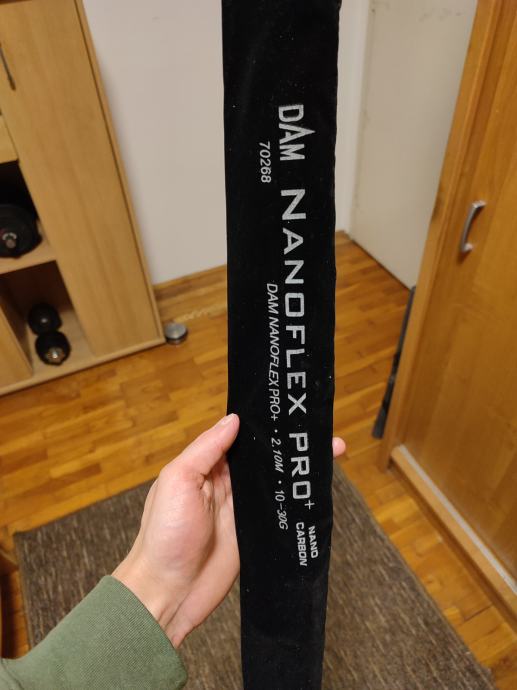 DAM
70268
NANOFLEX PRO+
DAM NANOFLEX PRO+ • 2.10M • 10-30G
NANO
CARBON